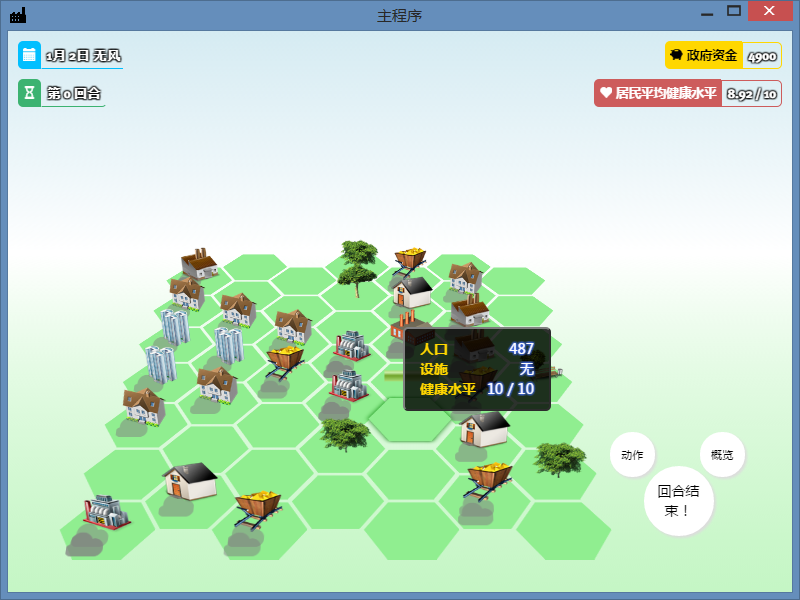 主程序
1月 2日 无风
政府资金 4900
第 0 回合
居民平均健康水平 8.92 / 10
人口 487
设施 无
健康水平 10 / 10
动作
概览
回合结
束！